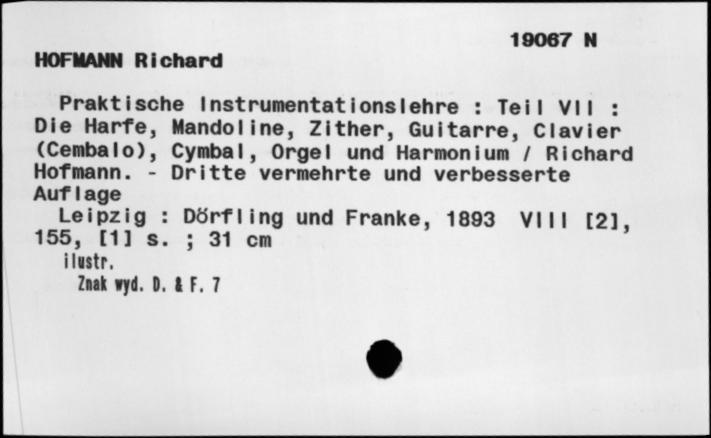 19067 N
HOFMANN Richard
Praktische Instrumentationslehre : Teil VII :
Die Harfe, Mandoline, Zither, Guitarre, Clavier
(Cembalo), Cymbal, Orgel und Harmonium / Richard
Hofmann. - Dritte vermehrte und verbesserte
Auflage
Leipzig : Dörfling und Franke, 1893 VIII [2],
155, [1] s. ; 31 cm
ilustr.
Znak wyd. D. & F. 7